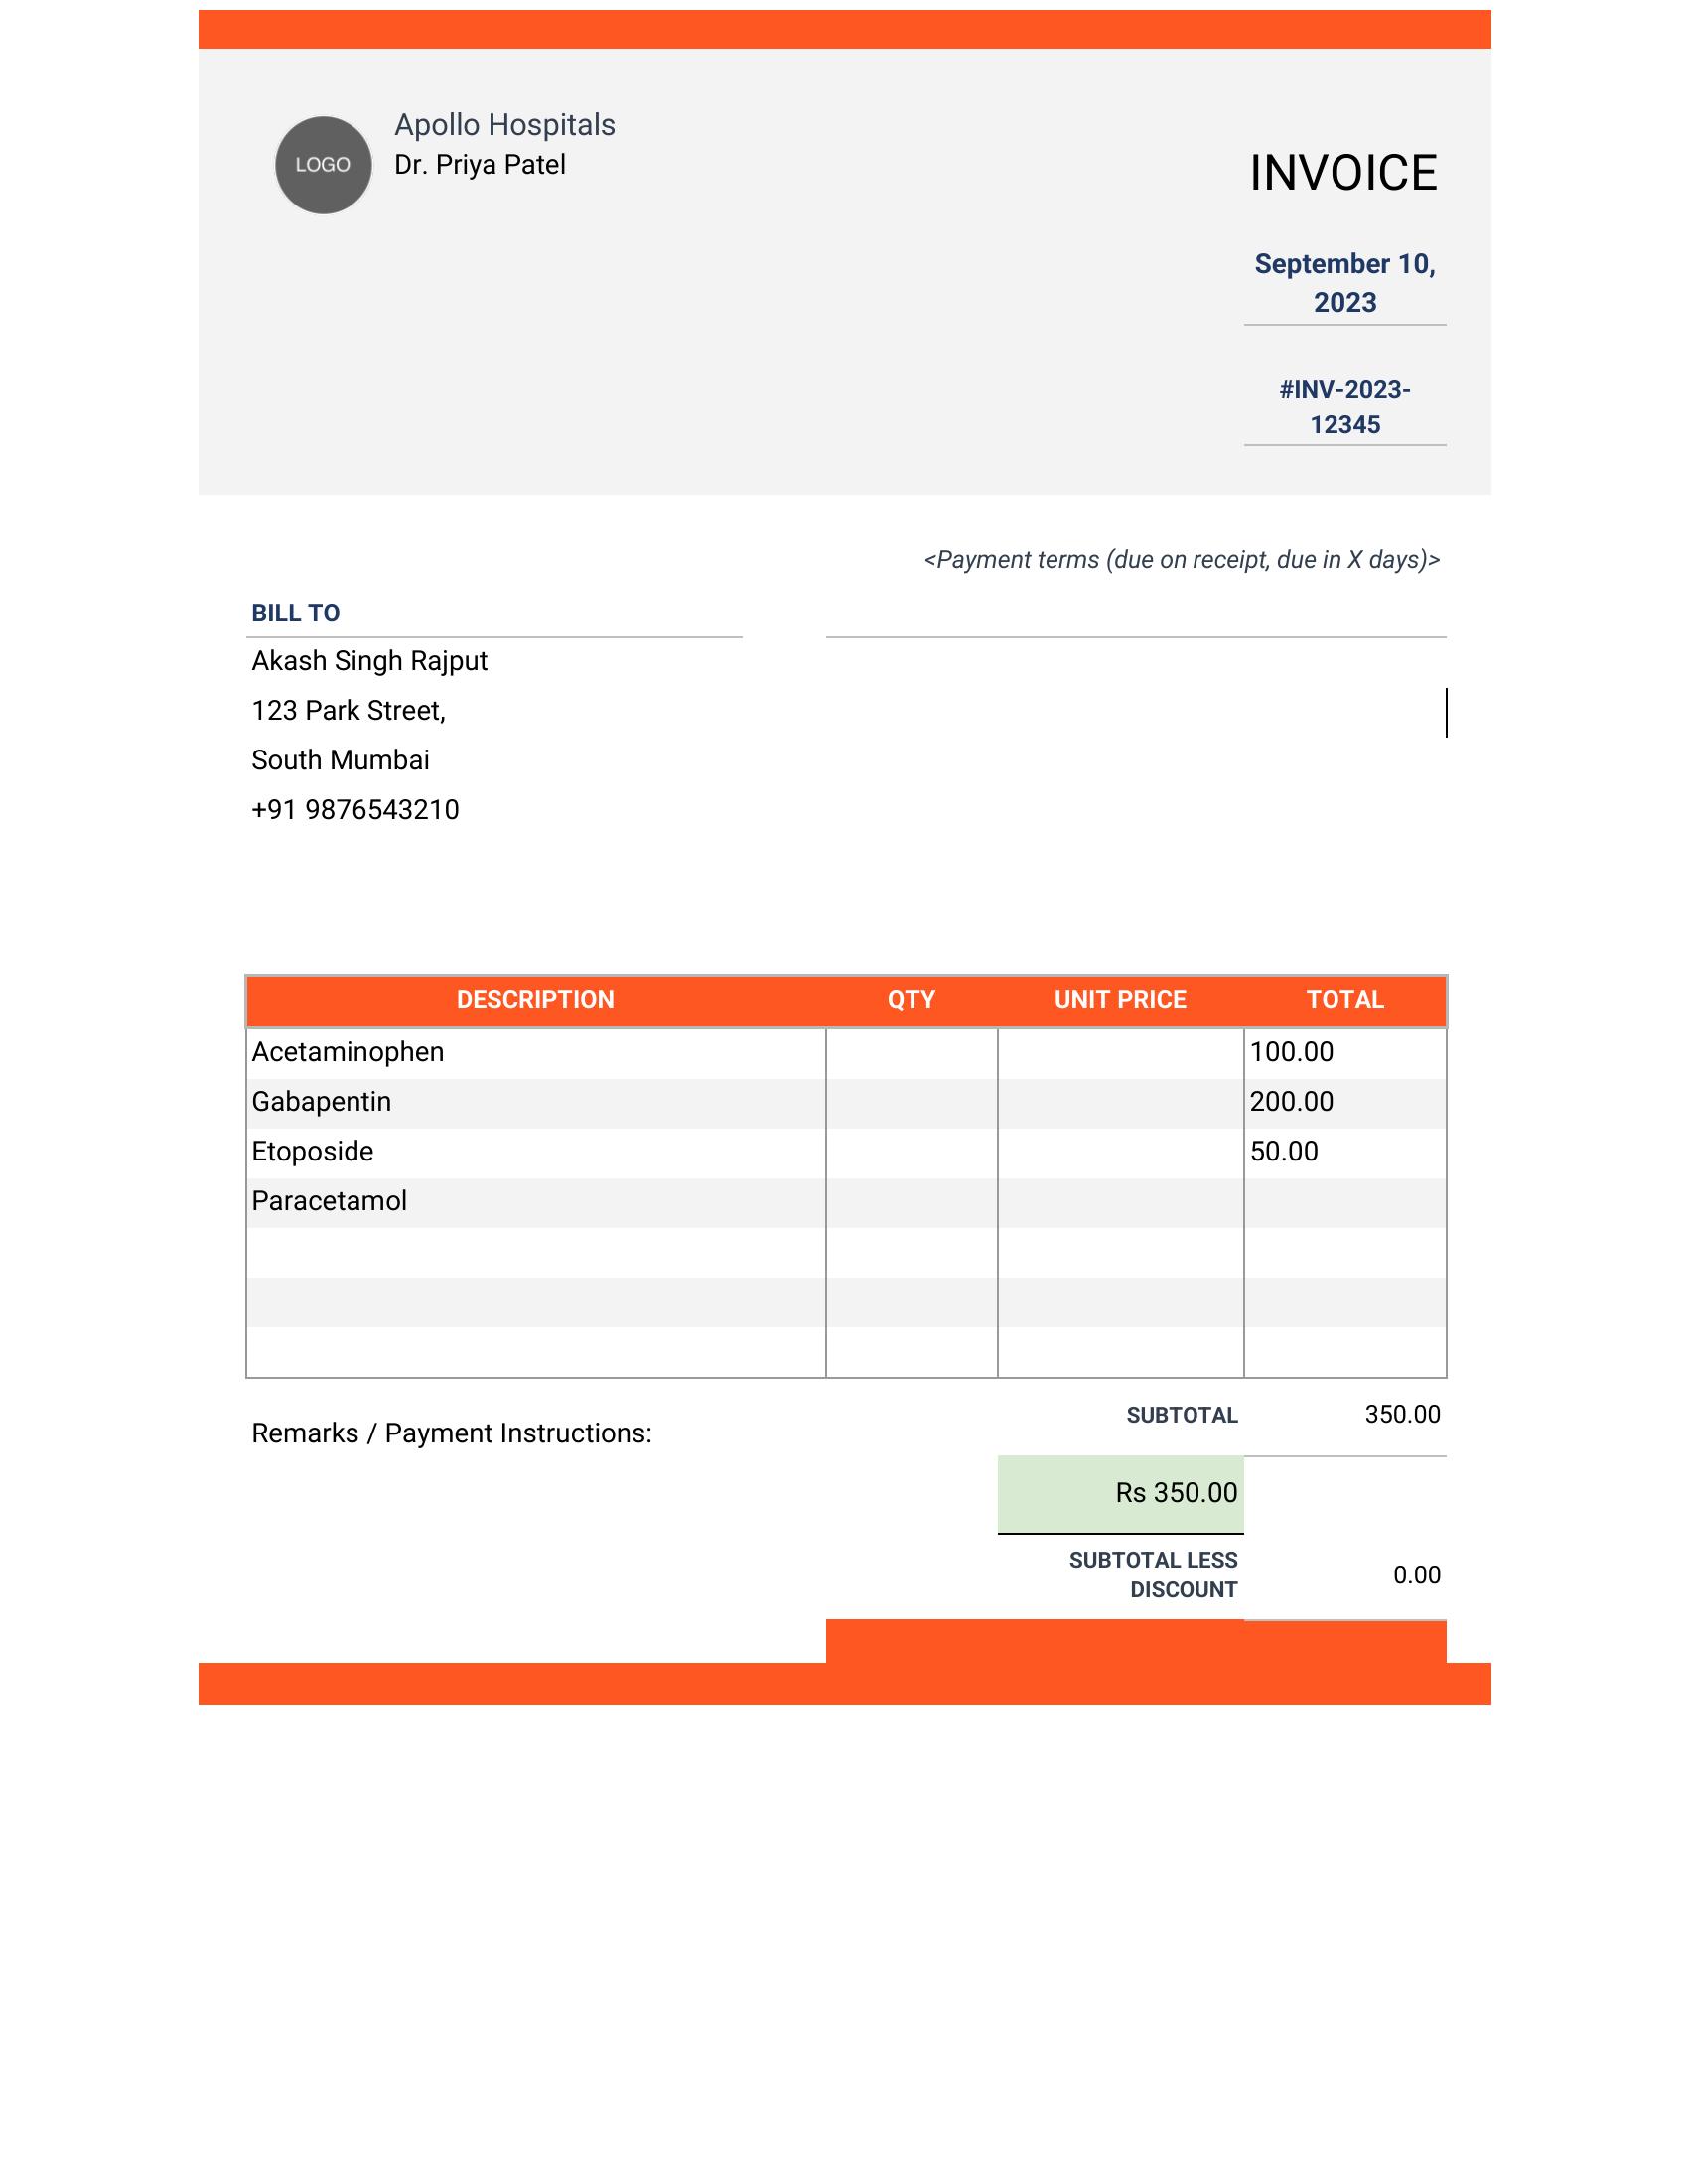 Apollo Hospitals
LOGO
Dr. Priya Patel
INVOICE
September 10,
2023
#INV-2023-
12345
<Payment terms (due on receipt, due in X days)>
BILL TO
Akash Singh Rajput
123 Park Street,
South Mumbai
+91 9876543210
DESCRIPTION QTY UNIT PRICE TOTAL
Acetaminophen 100.00
Gabapentin 200.00
Etoposide 50.00
Paracetamol
SUBTOTAL 350.00
Remarks / Payment Instructions:
Rs 350.00
SUBTOTAL LESS
DISCOUNT 0.00